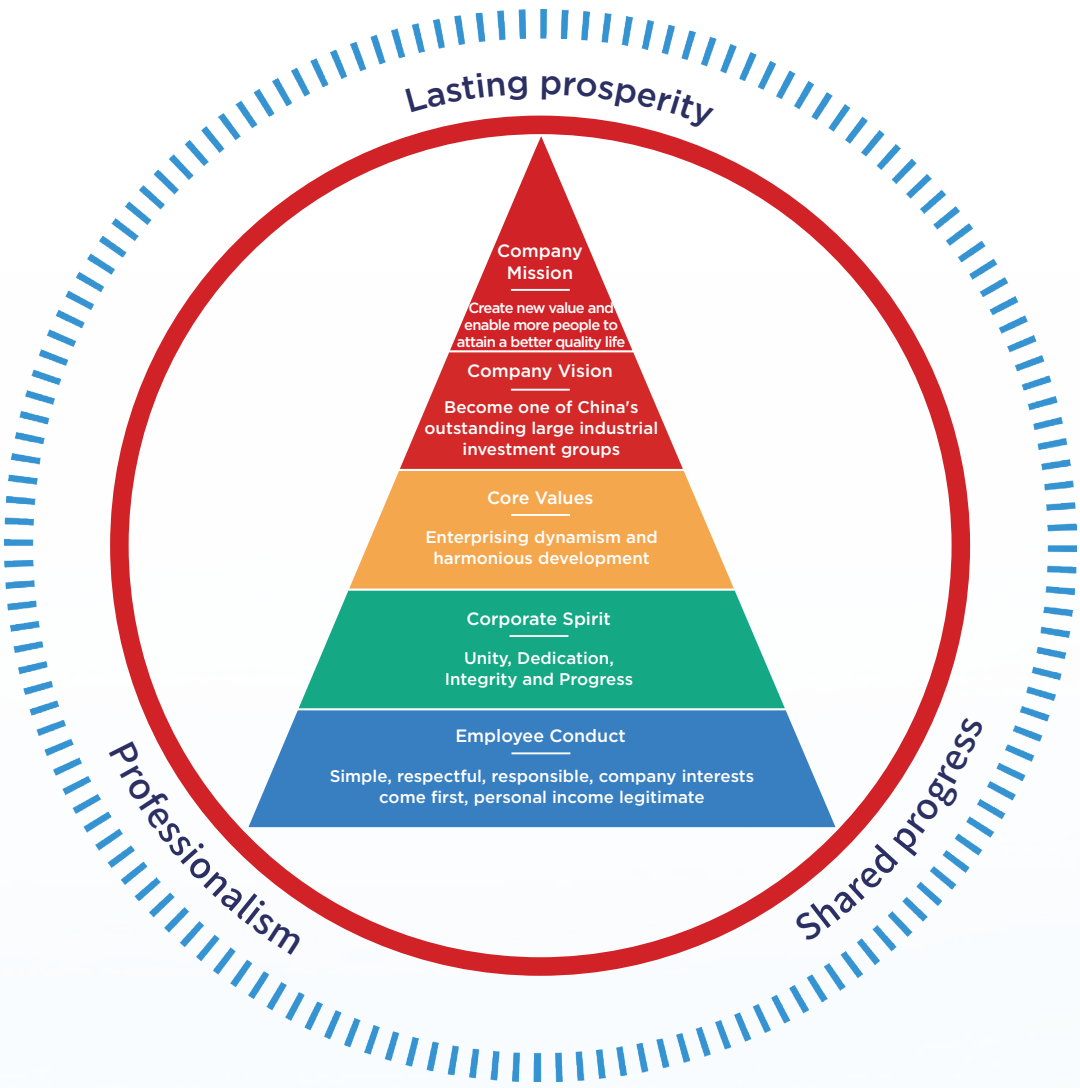 Lasting prosperity
Company
Mission
Create new value and
enable more people to
attain a better quality life
Company Vision
Become one of China's
outstanding large industrial
investment groups
Core Values
Enterprising dynamism and
harmonious development
Corporate Spirit
Unity, Dedication,
Integrity and Progress
Employee Conduct
Simple, respectful, responsible, company interests
come first, personal income legitimate
Professionalism
Shared progress